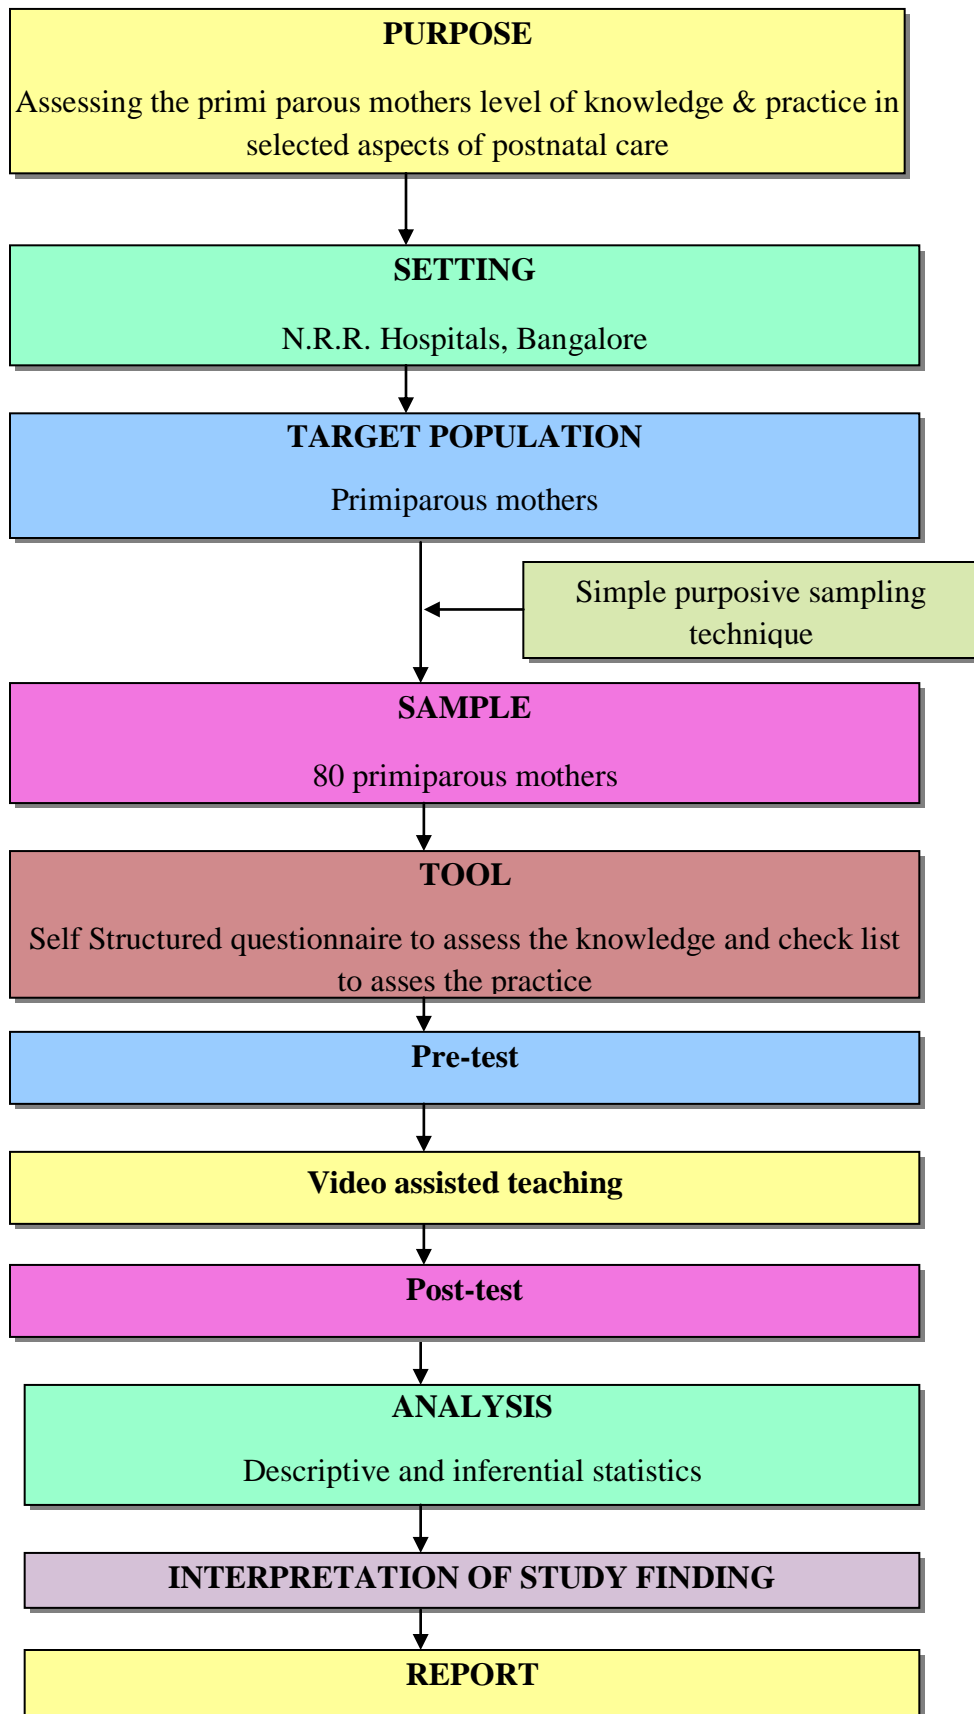 PURPOSE
Assessing the primi parous mothers level of knowledge & practice in
selected aspects of postnatal care
SETTING
N.R.R. Hospitals, Bangalore
TARGET POPULATION
Primiparous mothers
Simple purposive sampling
technique
SAMPLE
80 primiparous mothers
TOOL
Self Structured questionnaire to assess the knowledge and check list
to asses the practice
Pre-test
Video assisted teaching
Post-test
ANALYSIS
Descriptive and inferential statistics
INTERPRETATION OF STUDY FINDING
REPORT